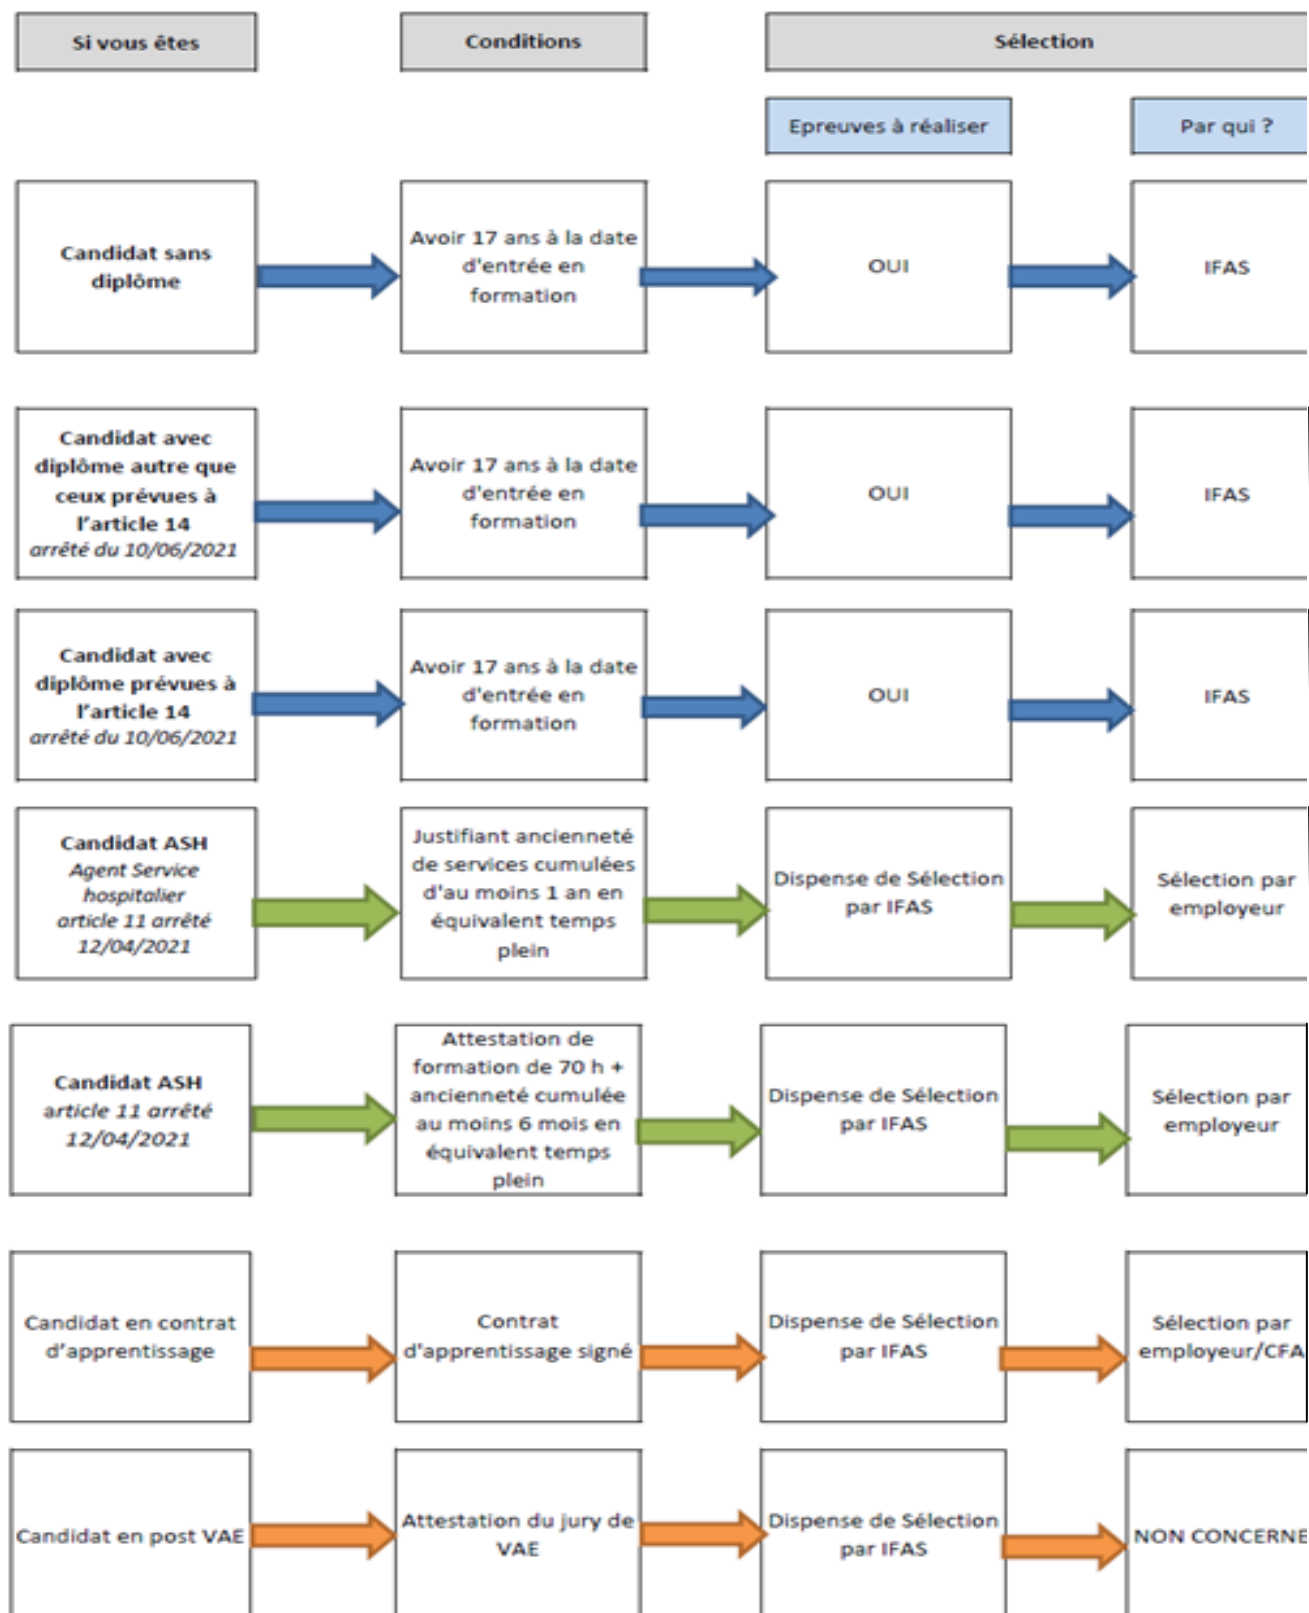 Si vous êtes
Conditions
Sélection
Epreuves à réaliser
Par qui ?
Candidat sans
diplôme
Avoir 17 ans à la date
d'entrée en
formation
OUI
IFAS
Candidat avec
diplôme autre que
ceux prévues à
l'article 14
arrêté du 10/06/2021
Avoir 17 ans à la date
d'entrée en
formation
OUI
IFAS
Candidat avec
diplôme prévues à
l'article 14
arrêté du 10/06/2021
Avoir 17 ans à la date
d'entrée en
formation
OUI
IFAS
Candidat ASH
Agent Service
hospitalier
article 11 arrêté
12/04/2021
Justifiant ancienneté
de services cumulées
d'au moins 1 an en
équivalent temps
plein
Dispense de Sélection
par IFAS
Sélection par
employeur
Candidat ASH
article 11 arrêté
12/04/2021
Attestation de
formation de 70 h +
ancienneté cumulée
au moins 6 mois en
équivalent temps
plein
Dispense de Sélection
par IFAS
Sélection par
employeur
Candidat en contrat
d'apprentissage
Contrat
d'apprentissage signé
Dispense de Sélection
par IFAS
Sélection par
employeur/CFA
Candidat en post VAE
Attestation du jury de
VAE
Dispense de Sélection
par IFAS
NON CONCERNE